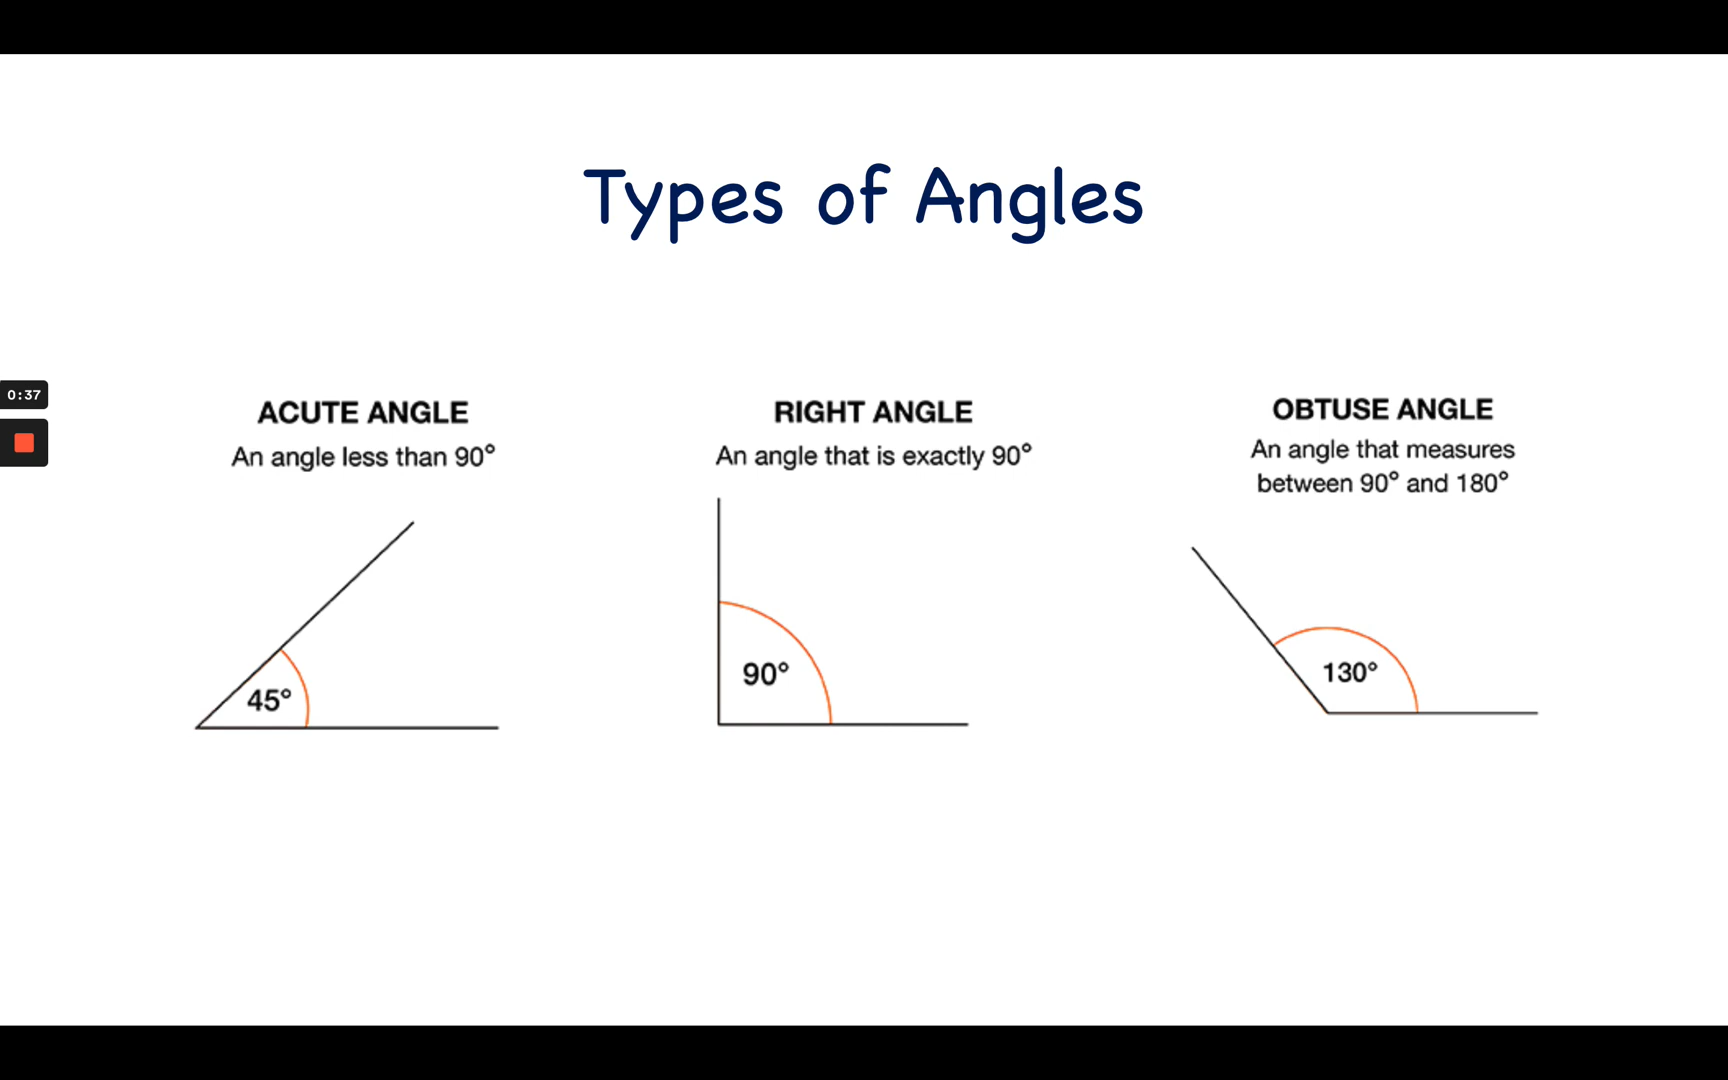 Types of Angles
0:37
ACUTE ANGLE
An angle less than 90°
45°
RIGHT ANGLE
An angle that is exactly 90°
90°
OBTUSE ANGLE
An angle that measures
between 90° and 180°
130°